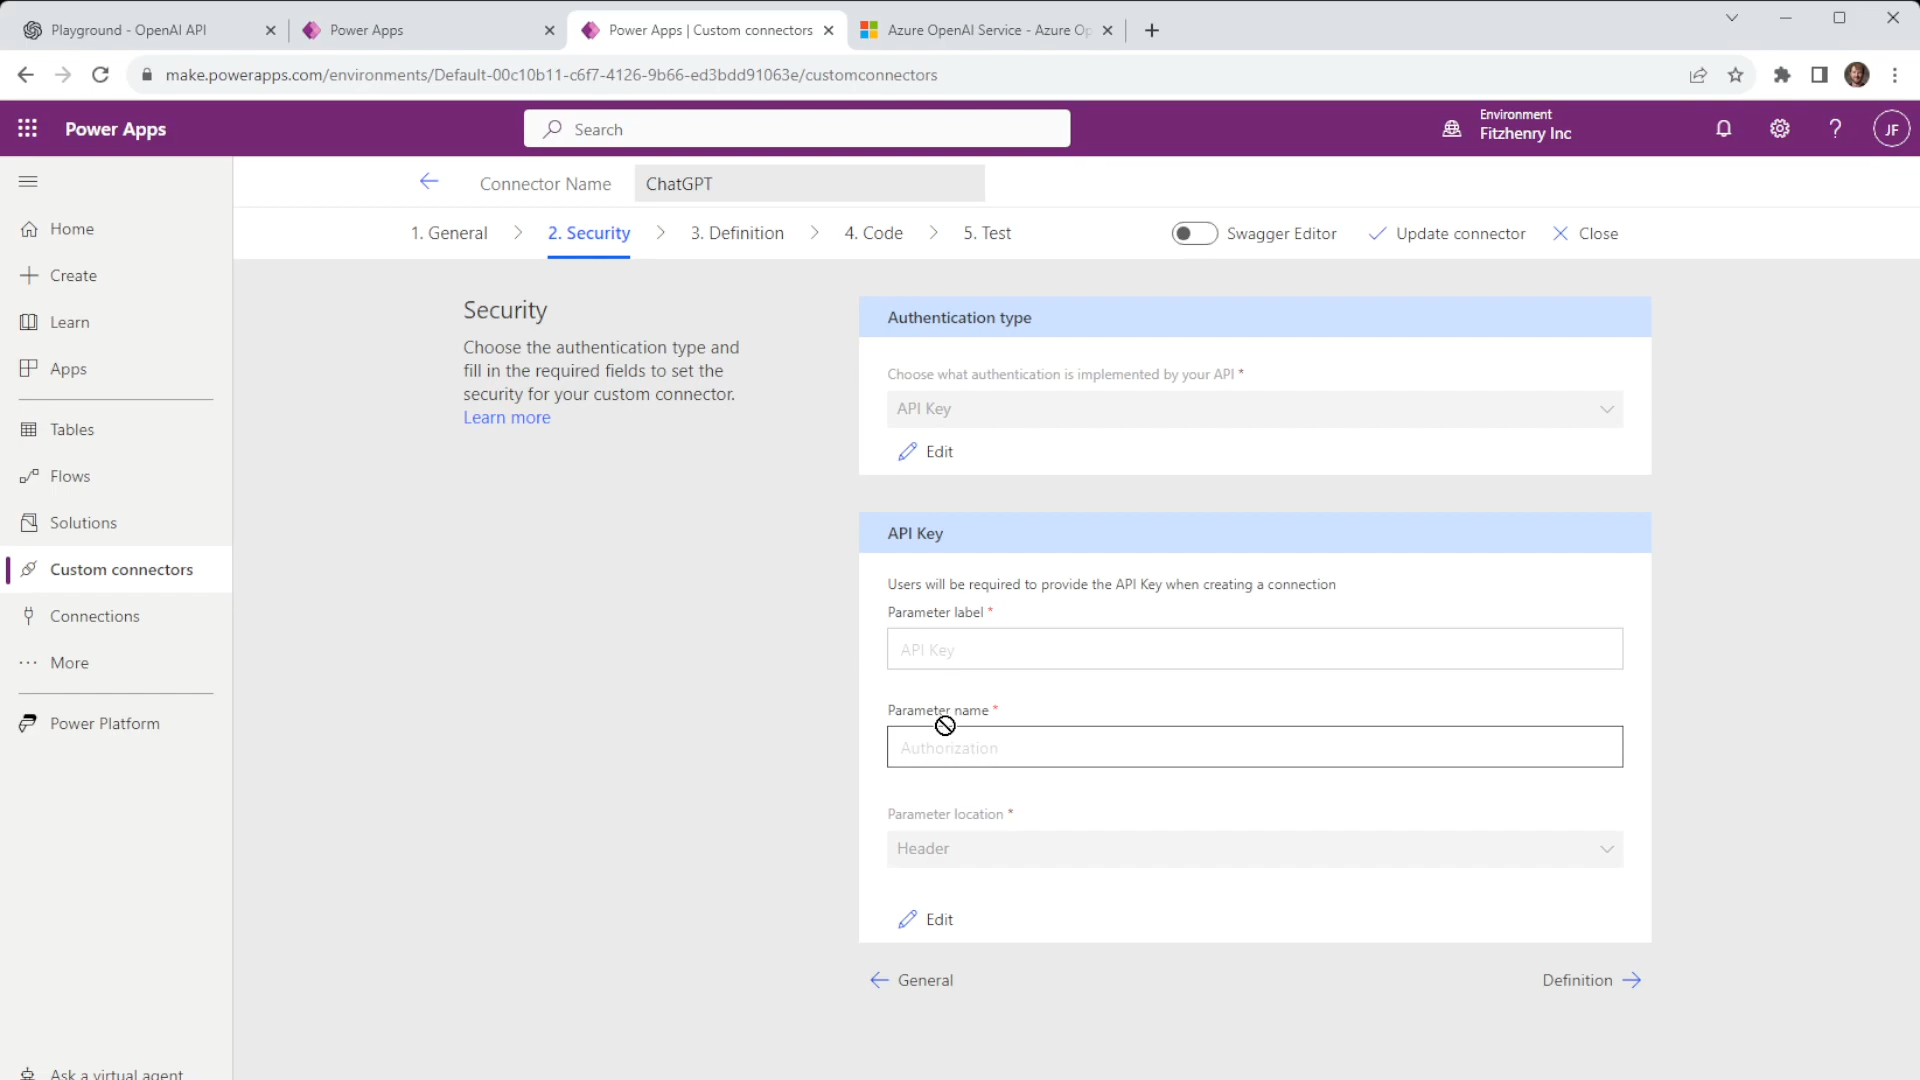 Playground - OpenAI API
Power Apps
Power Apps | Custom connectors
Azure OpenAI Service - Azure Op
make.powerapps.com/environments/Default-00c10b11-c6f7-4126-9b66-ed3bdd91063e/customconnectors
Power Apps
Search
Environment
Fitzhenry Inc
JF
Connector Name
ChatGPT
1. General
2. Security
3. Definition
4. Code
5. Test
Swagger Editor
Update connector
Close
Home
Create
Learn
Apps
Tables
Flows
Solutions
Custom connectors
Connections
More
Power Platform
Ask a virtual agent
Security
Choose the authentication type and
fill in the required fields to set the
security for your custom connector.
Learn more
Authentication type
Choose what authentication is implemented by your API *
API Key
Edit
API Key
Users will be required to provide the API Key when creating a connection
Parameter label *
API Key
Parameter name *
Authorization
Parameter location *
Header
Edit
General
Definition